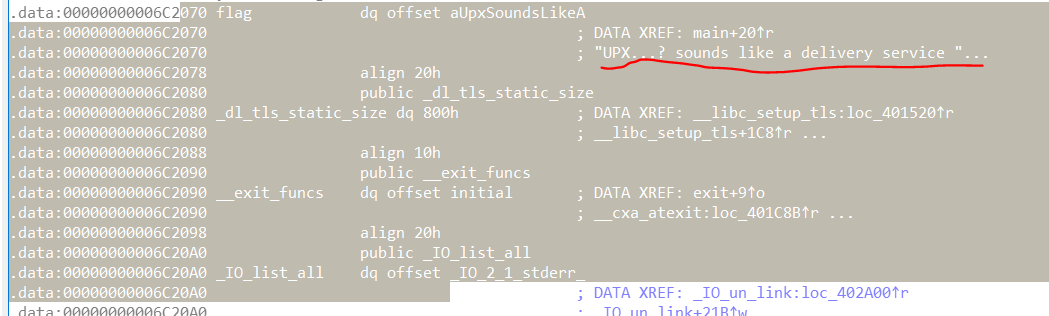 .data:00000000006C2070 flag dq offset aUpxSoundsLikeA
.data:00000000006C2070 ; DATA XREF: main+20↑r
.data:00000000006C2070 ; "UPX...? sounds like a delivery service "...
.data:00000000006C2078 align 20h
.data:00000000006C2080 public _dl_tls_static_size
.data:00000000006C2080 _dl_tls_static_size dq 800h ; DATA XREF: __libc_setup_tls:loc_401520↑r
.data:00000000006C2080 ; __libc_setup_tls+1C8↑r ...
.data:00000000006C2088 align 10h
.data:00000000006C2090 public __exit_funcs
.data:00000000006C2090 __exit_funcs dq offset initial ; DATA XREF: exit+9↑o
.data:00000000006C2090 ; __cxa_atexit:loc_401C8B↑r ...
.data:00000000006C2098 align 20h
.data:00000000006C20A0 public _IO_list_all
.data:00000000006C20A0 _IO_list_all dq offset _IO_2_1_stderr_
.data:00000000006C20A0 ; DATA XREF: _IO_un_link:loc_402A00↑r
.data:00000000006C20A0 ; _IO_un_link+21B↑w